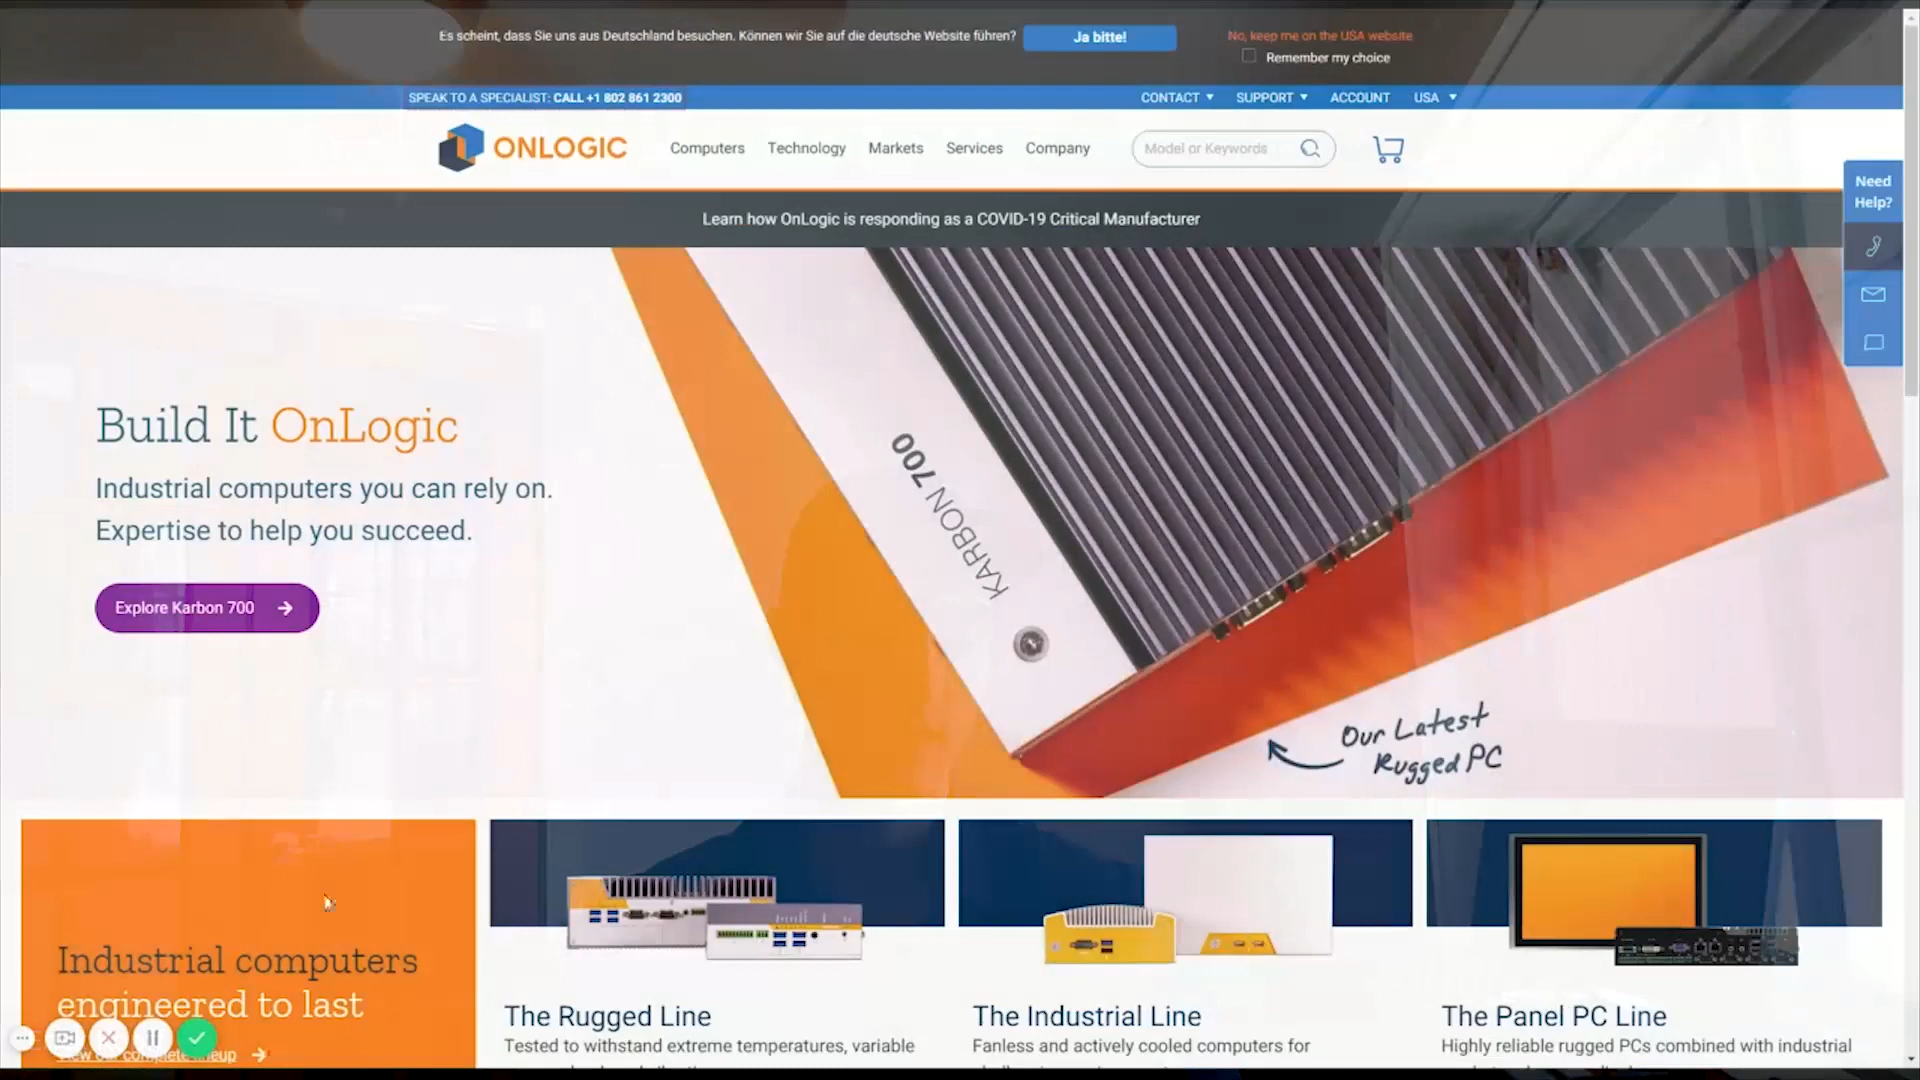 Es scheint, dass Sie uns aus Deutschland besuchen. Können wir Sie auf die deutsche Website führen?
Ja bitte!
No, keep me on the USA website
Remember my choice
SPEAK TO A SPECIALIST: CALL +1 802 861 2300
CONTACT
SUPPORT
ACCOUNT
USA
ONLOGIC
Computers
Technology
Markets
Services
Company
Model or Keywords
Need
Help?
Learn how OnLogic is responding as a COVID-19 Critical Manufacturer
Build It OnLogic
Industrial computers you can rely on.
Expertise to help you succeed.
Explore Karbon 700
KARBON 700
Our Latest
Rugged PC
Industrial computers
engineered to last
View our complete lineup
The Rugged Line
Tested to withstand extreme temperatures, variable
The Industrial Line
Fanless and actively cooled computers for
The Panel PC Line
Highly reliable rugged PCs combined with industrial